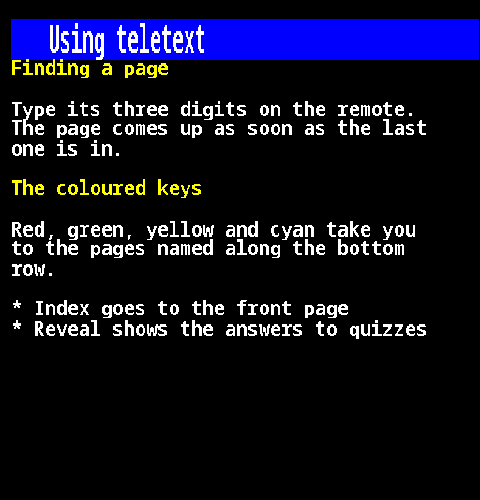 Using teletext
Finding a page
Type its three digits on the remote.
The page comes up as soon as the last
one is in.
The coloured keys
Red, green, yellow and cyan take you
to the pages named along the bottom
row.
* Index goes to the front page
* Reveal shows the answers to quizzes